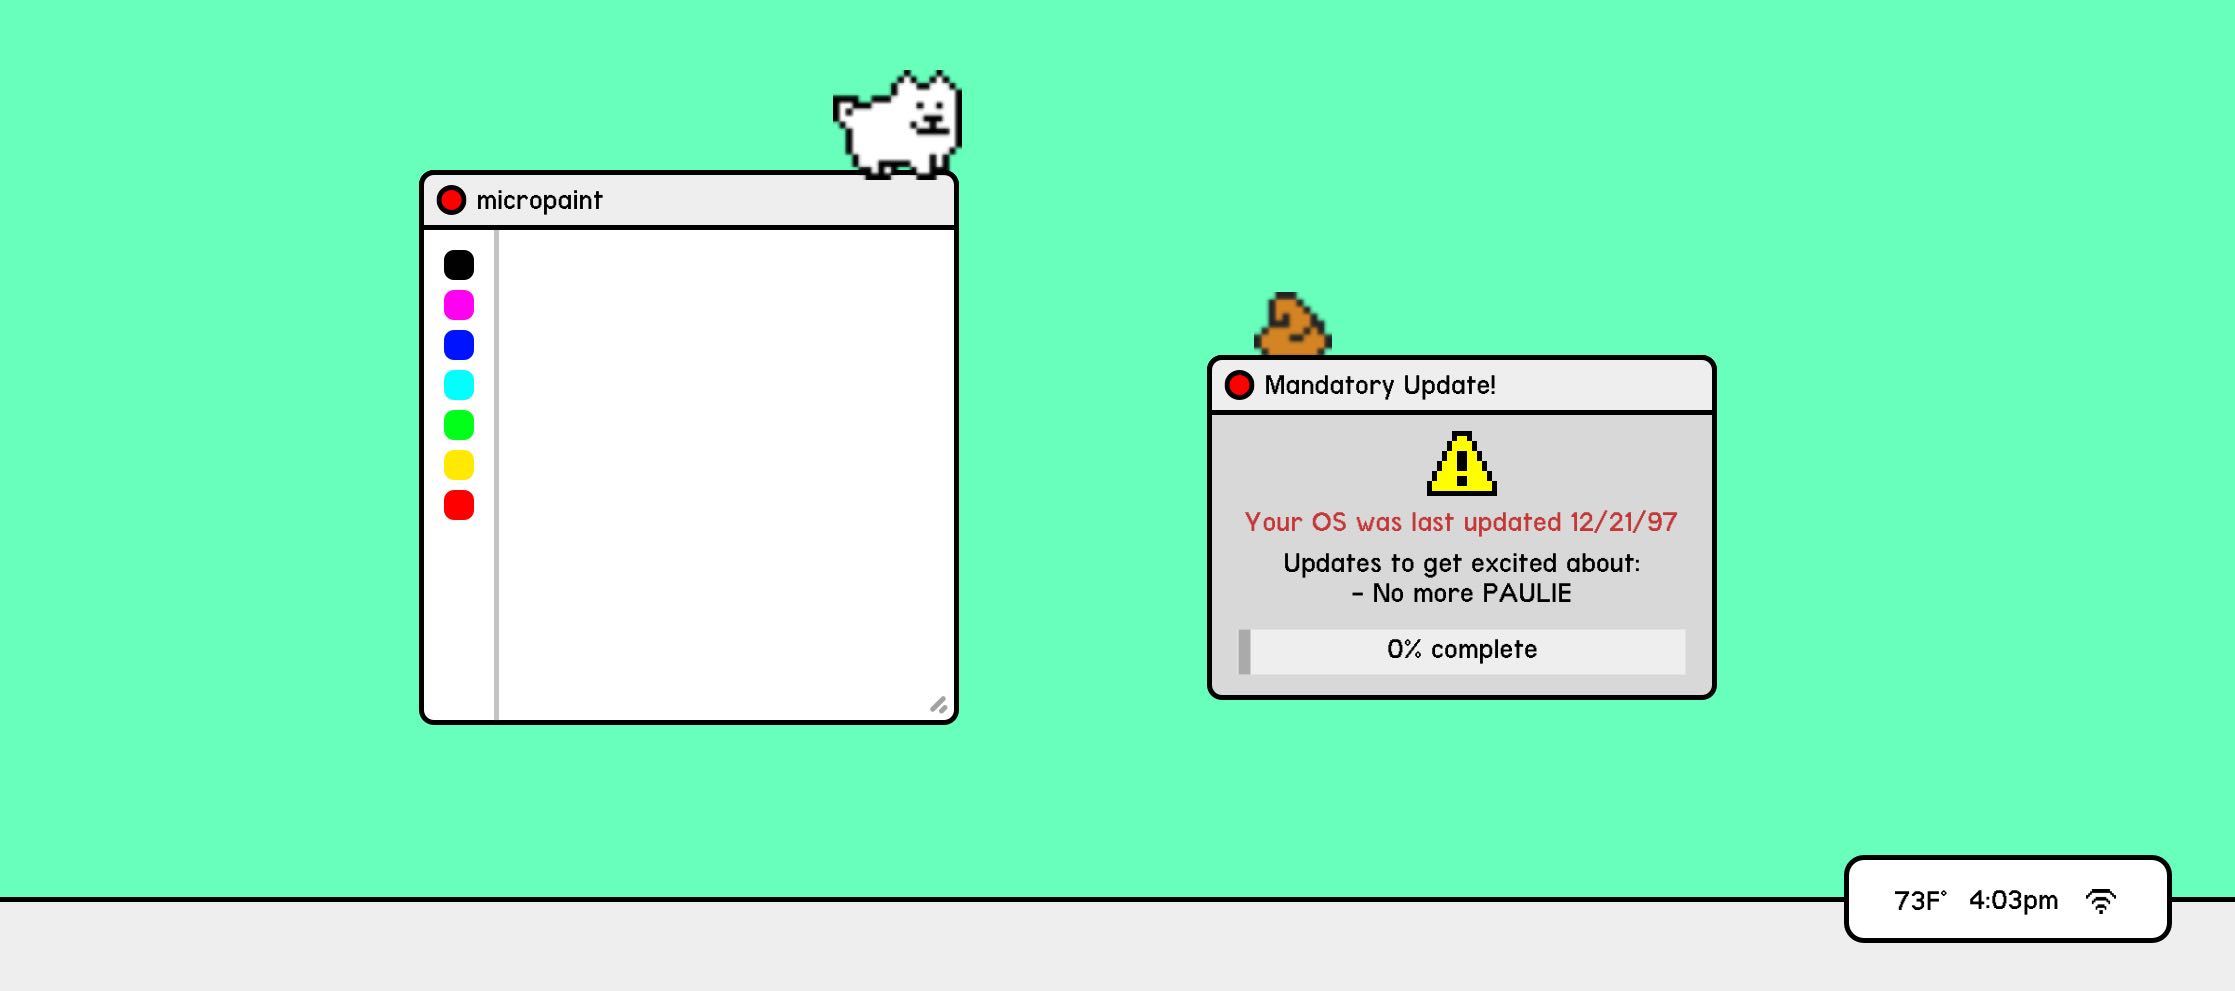 micropaint
Mandatory Update!
Your OS was last updated 12/21/97
Updates to get excited about:
- No more PAULIE
0% complete
73F° 4:03pm